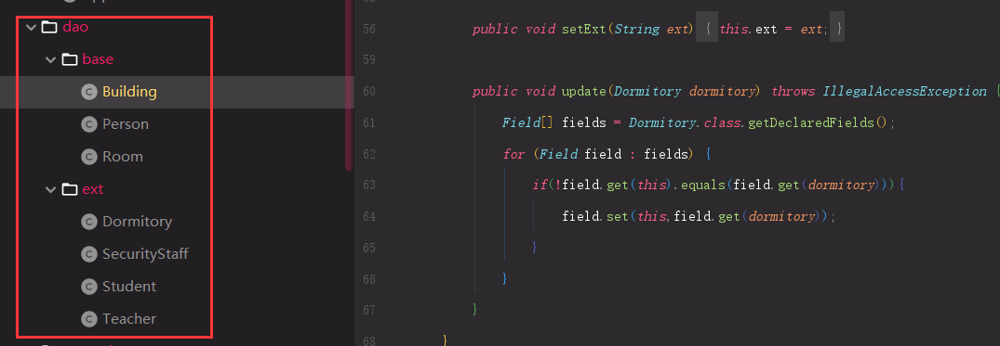 dao
base
Building
Person
Room
ext
Dormitory
SecurityStaff
Student
Teacher
56 public void setExt(String ext) { this.ext = ext; }
59
60 public void update(Dormitory dormitory) throws IllegalAccessException {
61 Field[] fields = Dormitory.class.getDeclaredFields();
62 for (Field field : fields) {
63 if(!field.get(this).equals(field.get(dormitory))){
64 field.set(this,field.get(dormitory));
65 }
66 }
67 }
68 }